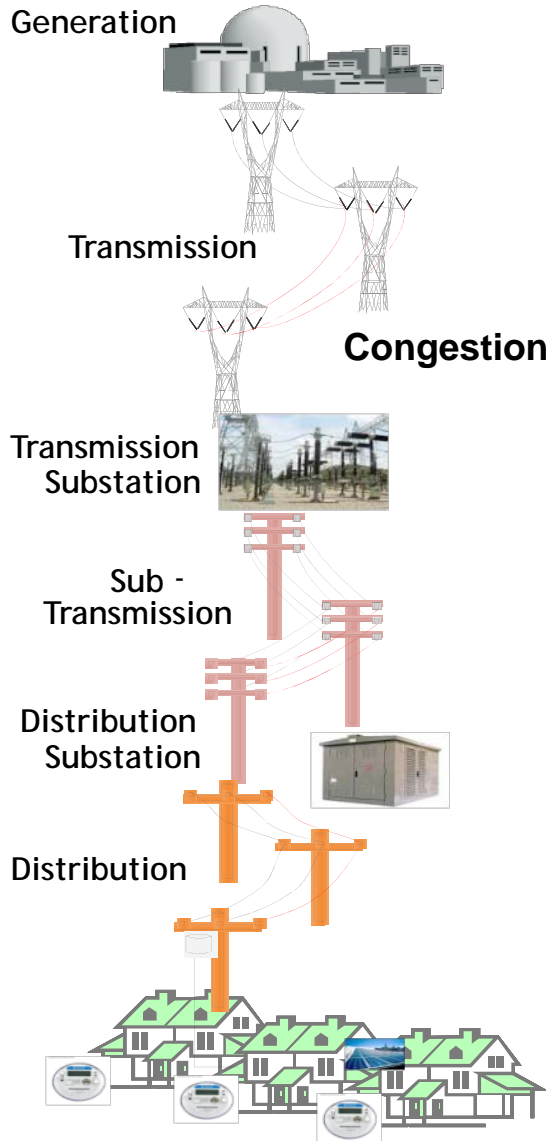 Generation
Transmission
Congestion
Transmission
Substation
Sub -
Transmission
Distribution
Substation
Distribution